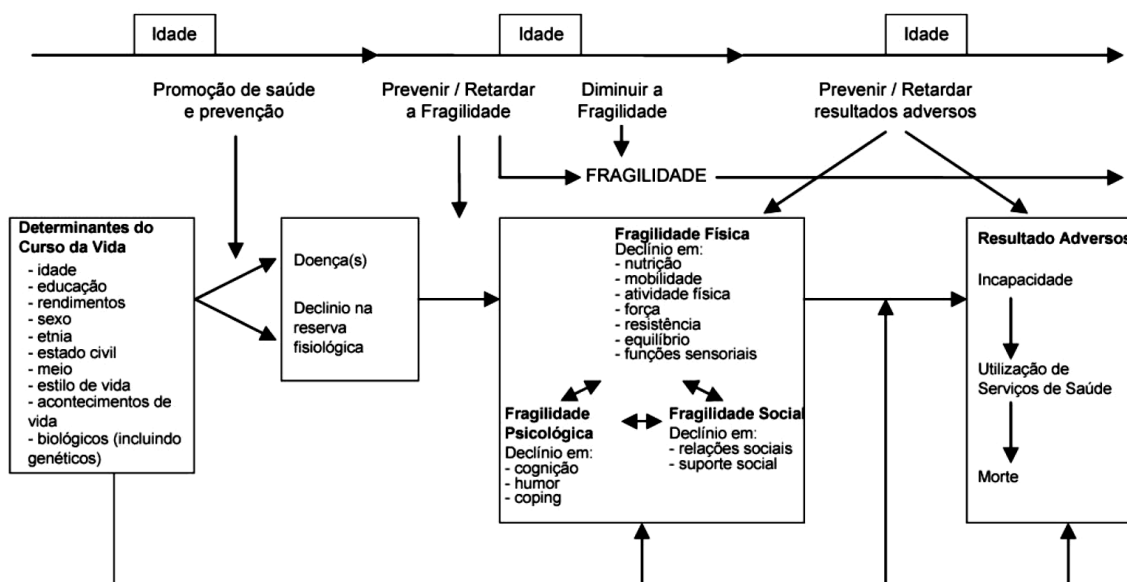 Idade
Idade
Idade
Promoção de saúde
e prevenção
Prevenir / Retardar
a Fragilidade
Diminuir a
Fragilidade
Prevenir / Retardar
resultados adversos
FRAGILIDADE
Determinantes do
Curso da Vida
- idade
- educação
- rendimentos
- sexo
- etnia
- estado civil
- meio
- estilo de vida
- acontecimentos de
vida
- biológicos (incluindo
genéticos)
Doença(s)
Declinio na
reserva
fisiológica
Fragilidade Física
Declínio em:
- nutrição
- mobilidade
- atividade física
- força
- resistência
- equilíbrio
- funções sensoriais
Fragilidade
Psicológica
Declínio em:
- cognição
- humor
- coping
Fragilidade Social
Declínio em:
- relações sociais
- suporte social
Resultado Adversos
Incapacidade
Utilização de
Serviços de Saúde
Morte